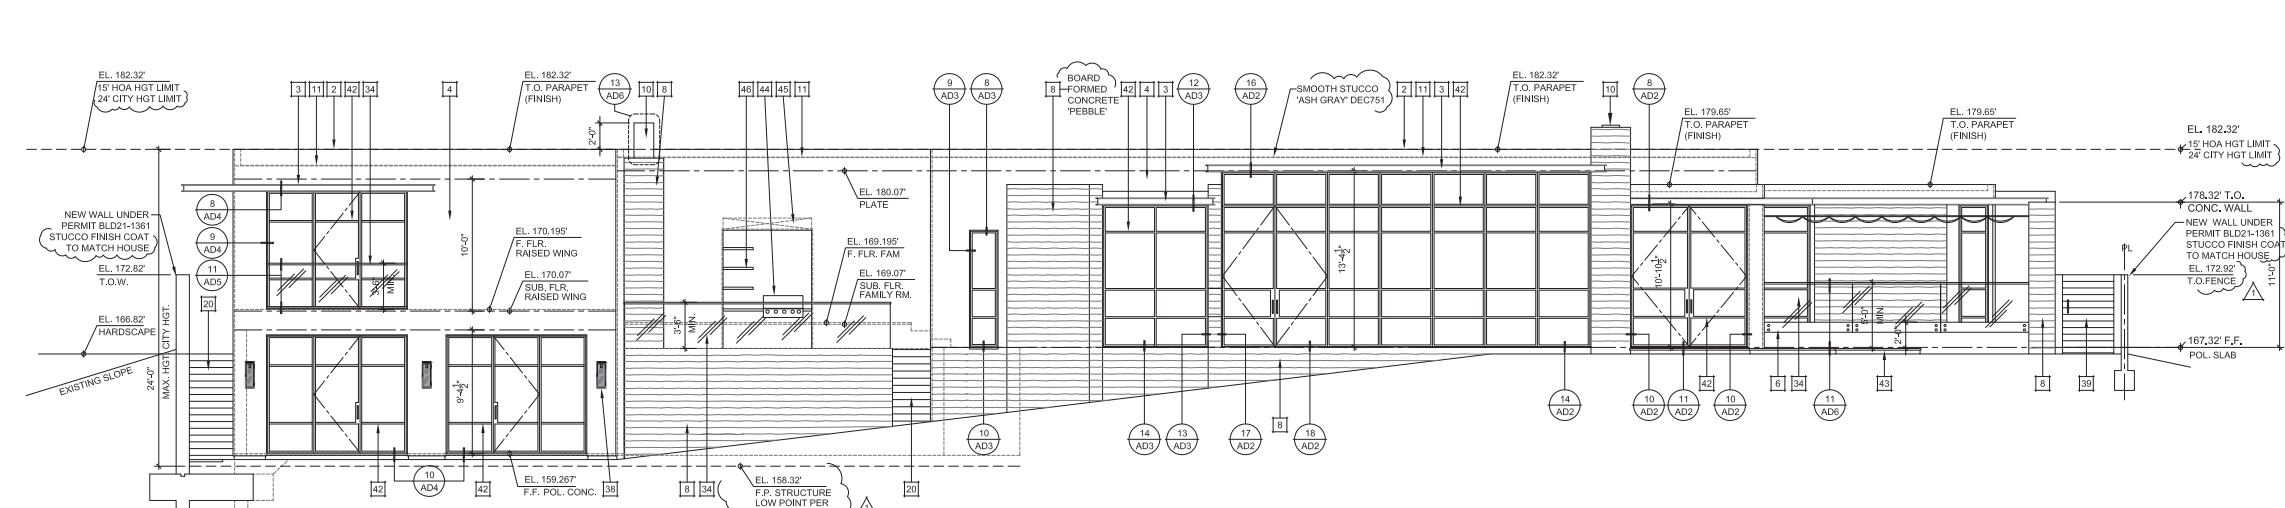 EL. 182.32'
15' HOA HGT LIMIT
24' CITY HGT LIMIT
3
11
2
42
34
4
EL. 182.32'
T.O. PARAPET
(FINISH)
13
AD6
10
8
46
44
45
11
9
AD3
8
AD3
8
BOARD
FORMED
CONCRETE
'PEBBLE'
42
4
3
12
AD3
16
AD2
SMOOTH STUCCO
'ASH GRAY' DEC751
2
11
3
42
EL. 182.32'
T.O. PARAPET
(FINISH)
10
8
AD2
EL. 179.65'
T.O. PARAPET
(FINISH)
EL. 179.65'
T.O. PARAPET
(FINISH)
EL. 182.32'
15' HOA HGT LIMIT
24' CITY HGT LIMIT
2'-0"
EL. 180.07'
PLATE
8
AD4
9
AD4
11
AD5
20
NEW WALL UNDER
PERMIT BLD21-1361
STUCCO FINISH COAT
TO MATCH HOUSE
EL. 172.82'
T.O.W.
EL. 166.82'
HARDSCAPE
EXISTING SLOPE
24'-0"
MAX. HGT. CITY HGT.
10'-0"
3'-6"
MIN.
EL. 170.195'
F. FLR.
RAISED WING
EL. 170.07'
SUB. FLR.
RAISED WING
9'-4½"
3'-6"
MIN.
EL. 169.195'
F. FLR. FAM
EL. 169.07'
SUB. FLR.
FAMILY RM.
13'-4½"
10'-10½"
5'-0"
MIN.
2'-0"
178.32' T.O.
CONC. WALL
NEW WALL UNDER
PERMIT BLD21-1361
STUCCO FINISH COAT
TO MATCH HOUSE
EL. 172.92'
T.O.FENCE
1
11'-0"
PL
167.32' F.F.
POL. SLAB
42
10
AD4
42
EL. 159.267'
F.F. POL. CONC.
38
8
34
EL. 158.32'
F.P. STRUCTURE
LOW POINT PER
20
10
AD3
14
AD3
13
AD3
17
AD2
8
18
AD2
14
AD2
10
AD2
11
AD2
42
10
AD2
6
34
11
AD6
43
8
39